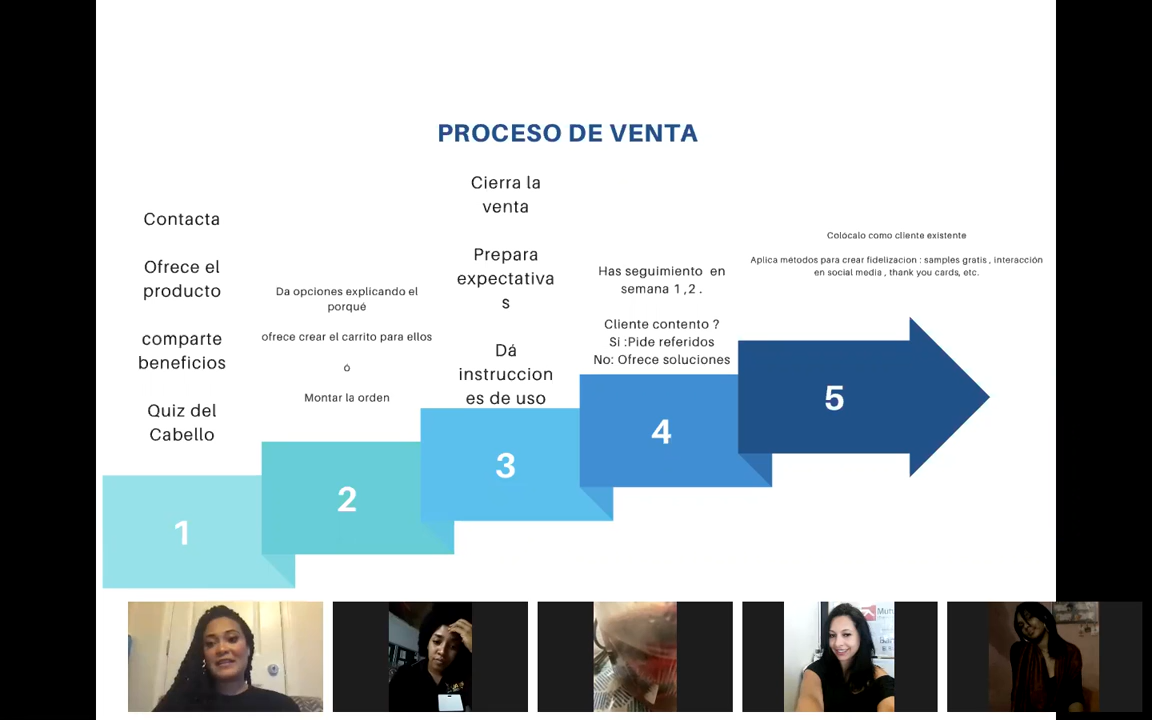 PROCESO DE VENTA
Contacta
Ofrece el
producto
comparte
beneficios
Quiz del
Cabello
1
Da opciones explicando el
porqué
ofrece crear el carrito para ellos
ò
Montar la orden
2
Cierra la
venta
Prepara
expectativa
s
Dá
instruccion
es de uso
3
Has seguimiento en
semana 1 ,2 .
Cliente contento ?
Si :Pide referidos
No: Ofrece soluciones
4
Colócalo como cliente existente
Aplica métodos para crear fidelizacion : samples gratis , interacción
en social media , thank you cards, etc.
5